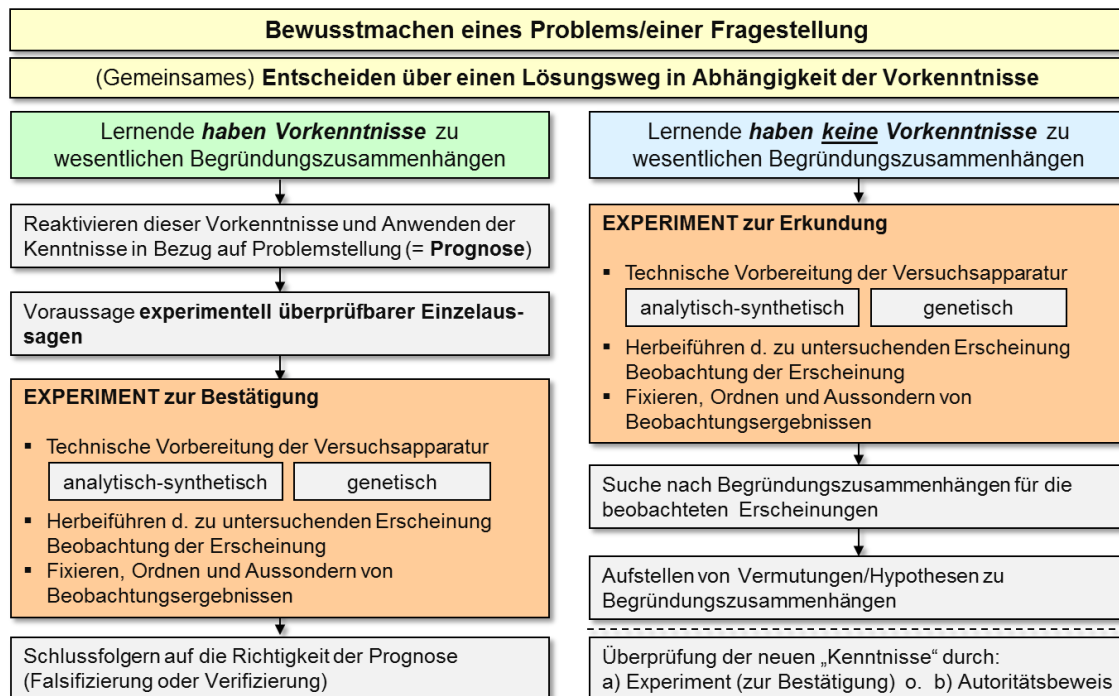 Bewusstmachen eines Problems/einer Fragestellung
(Gemeinsames) Entscheiden über einen Lösungsweg in Abhängigkeit der Vorkenntnisse
Lernende haben Vorkenntnisse zu
wesentlichen Begründungszusammenhängen
Reaktivieren dieser Vorkenntnisse und Anwenden der
Kenntnisse in Bezug auf Problemstellung (= Prognose)
Voraussage experimentell überprüfbarer Einzelaus-
sagen
EXPERIMENT zur Bestätigung
▪ Technische Vorbereitung der Versuchsapparatur
analytisch-synthetisch genetisch
▪ Herbeiführen d. zu untersuchenden Erscheinung
Beobachtung der Erscheinung
▪ Fixieren, Ordnen und Aussondern von
Beobachtungsergebnissen
Schlussfolgern auf die Richtigkeit der Prognose
(Falsifizierung oder Verifizierung)
Lernende haben keine Vorkenntnisse zu
wesentlichen Begründungszusammenhängen
EXPERIMENT zur Erkundung
▪ Technische Vorbereitung der Versuchsapparatur
analytisch-synthetisch genetisch
▪ Herbeiführen d. zu untersuchenden Erscheinung
Beobachtung der Erscheinung
▪ Fixieren, Ordnen und Aussondern von
Beobachtungsergebnissen
Suche nach Begründungszusammenhängen für die
beobachteten Erscheinungen
Aufstellen von Vermutungen/Hypothesen zu
Begründungszusammenhängen
Überprüfung der neuen „Kenntnisse“ durch:
a) Experiment (zur Bestätigung) o. b) Autoritätsbeweis